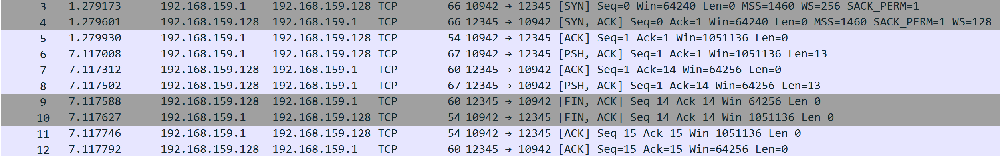 3 1.279173 192.168.159.1 192.168.159.128 TCP 66 10942 → 12345 [SYN] Seq=0 Win=64240 Len=0 MSS=1460 WS=256 SACK_PERM=1
4 1.279601 192.168.159.128 192.168.159.1 TCP 66 12345 → 10942 [SYN, ACK] Seq=0 Ack=1 Win=64240 Len=0 MSS=1460 SACK_PERM=1 WS=128
5 1.279930 192.168.159.1 192.168.159.128 TCP 54 10942 → 12345 [ACK] Seq=1 Ack=1 Win=1051136 Len=0
6 7.117008 192.168.159.1 192.168.159.128 TCP 67 10942 → 12345 [PSH, ACK] Seq=1 Ack=1 Win=1051136 Len=13
7 7.117312 192.168.159.128 192.168.159.1 TCP 60 12345 → 10942 [ACK] Seq=1 Ack=14 Win=64256 Len=0
8 7.117502 192.168.159.128 192.168.159.1 TCP 67 12345 → 10942 [PSH, ACK] Seq=1 Ack=14 Win=64256 Len=13
9 7.117588 192.168.159.128 192.168.159.1 TCP 60 12345 → 10942 [FIN, ACK] Seq=14 Ack=14 Win=64256 Len=0
10 7.117627 192.168.159.1 192.168.159.128 TCP 54 10942 → 12345 [FIN, ACK] Seq=14 Ack=14 Win=1051136 Len=0
11 7.117746 192.168.159.1 192.168.159.128 TCP 54 10942 → 12345 [ACK] Seq=15 Ack=15 Win=1051136 Len=0
12 7.117792 192.168.159.128 192.168.159.1 TCP 60 12345 → 10942 [ACK] Seq=15 Ack=15 Win=64256 Len=0